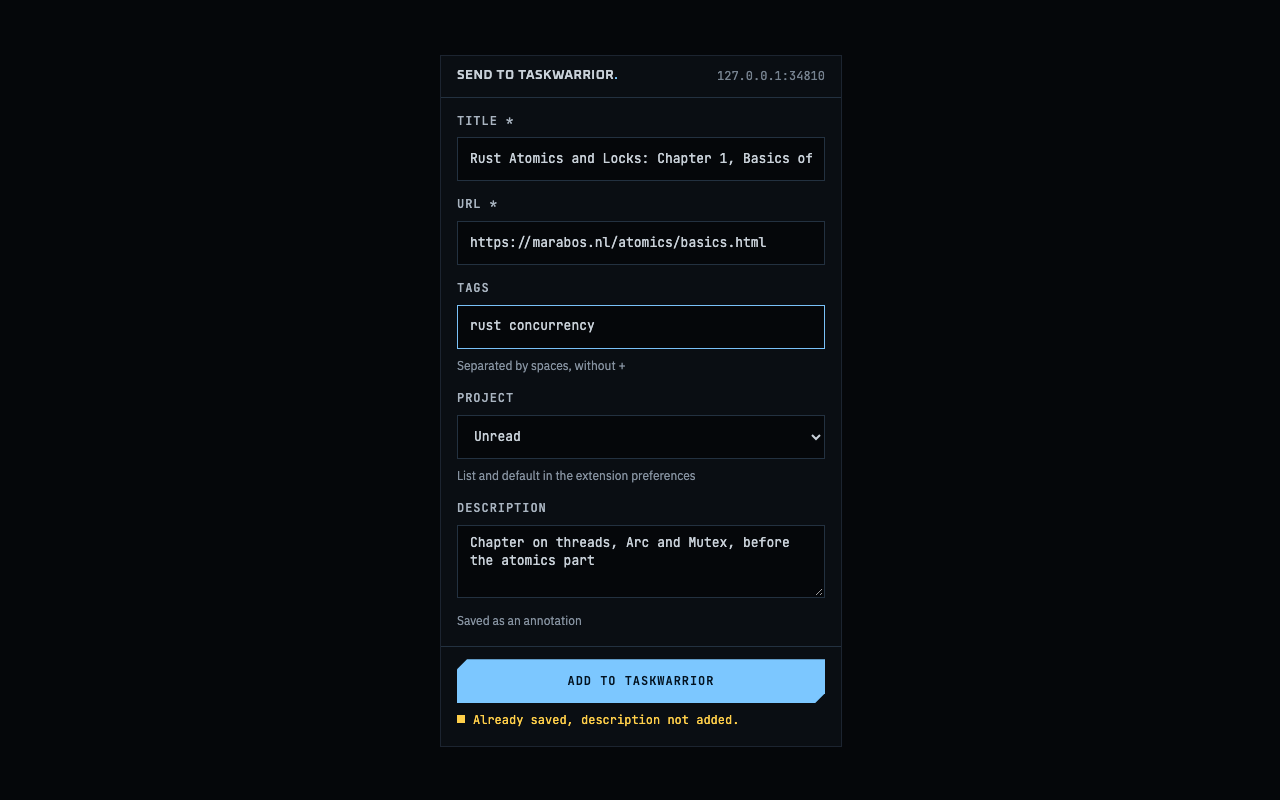 SEND TO TASKWARRIOR.
127.0.0.1:34810
TITLE *
Rust Atomics and Locks: Chapter 1, Basics of
URL *
https://marabos.nl/atomics/basics.html
TAGS
rust concurrency
Separated by spaces, without +
PROJECT
Unread
List and default in the extension preferences
DESCRIPTION
Chapter on threads, Arc and Mutex, before
the atomics part
Saved as an annotation
ADD TO TASKWARRIOR
Already saved, description not added.